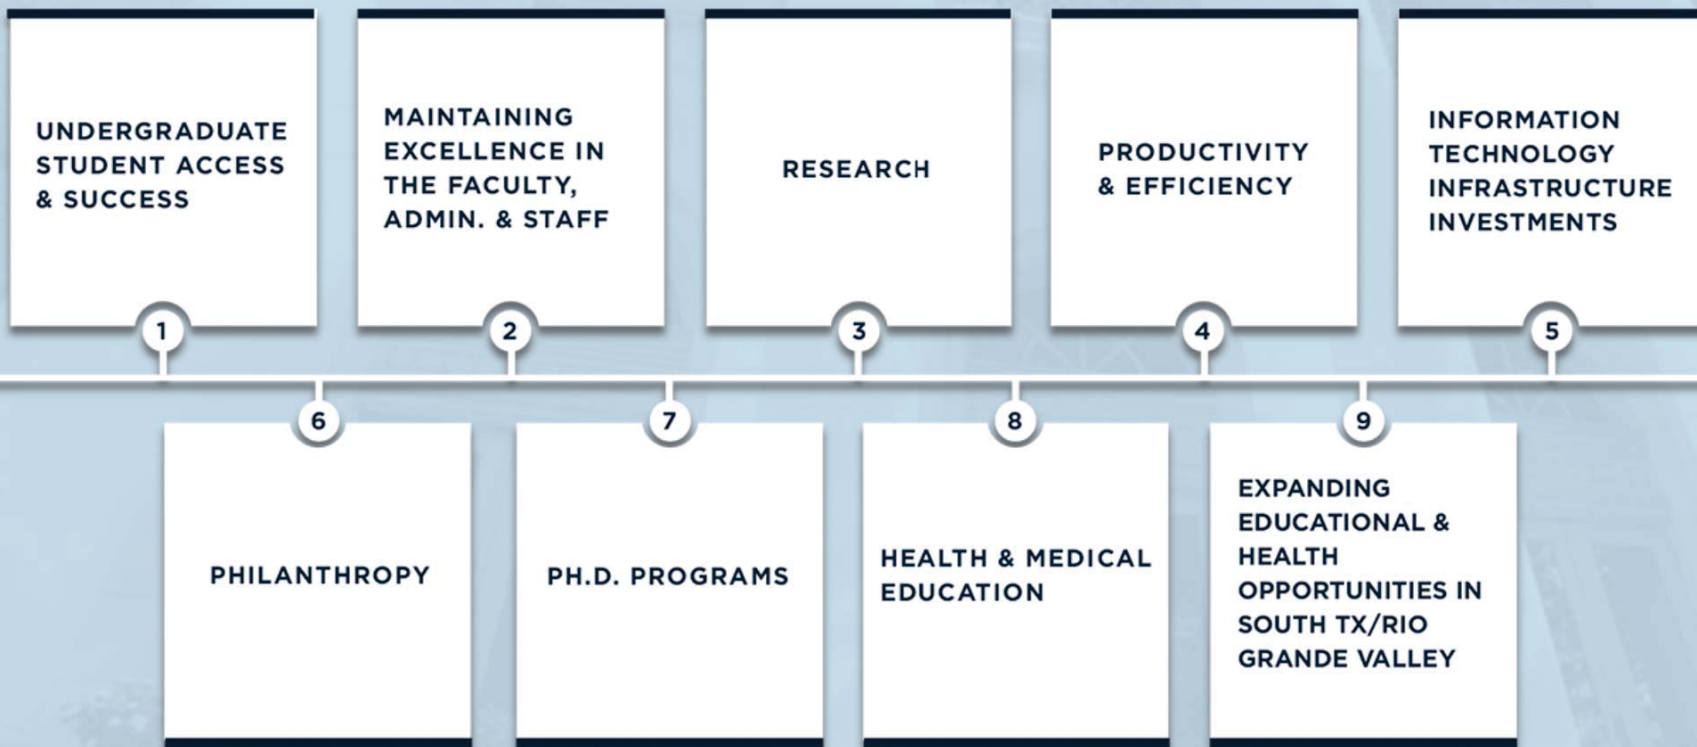 UNDERGRADUATE
STUDENT ACCESS
& SUCCESS
1
MAINTAINING
EXCELLENCE IN
THE FACULTY,
ADMIN. & STAFF
2
RESEARCH
3
PRODUCTIVITY
& EFFICIENCY
4
INFORMATION
TECHNOLOGY
INFRASTRUCTURE
INVESTMENTS
5
6
PHILANTHROPY
7
PH.D. PROGRAMS
8
HEALTH & MEDICAL
EDUCATION
9
EXPANDING
EDUCATIONAL &
HEALTH
OPPORTUNITIES IN
SOUTH TX/RIO
GRANDE VALLEY